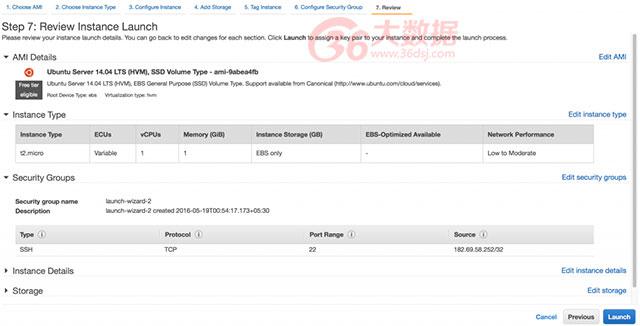 1. Choose AMI 2. Choose Instance Type 3. Configure Instance 4. Add Storage 5. Tag Instance 6. Configure Security Group 7. Review
Step 7: Review Instance Launch
Please review your instance launch details. You can go back to edit changes for each section. Click Launch to assign a key pair to your instance and complete the launch process.
36大数据
www.36dsj.com
AMI Details Edit AMI
Ubuntu Server 14.04 LTS (HVM), SSD Volume Type - ami-9abea4fb
Free tier eligible
Ubuntu Server 14.04 LTS (HVM), EBS General Purpose (SSD) Volume Type. Support available from Canonical (http://www.ubuntu.com/cloud/services).
Root Device Type: ebs Virtualization type: hvm
Instance Type Edit instance type
Instance Type ECUs vCPUs Memory (GiB) Instance Storage (GB) EBS-Optimized Available Network Performance
t2.micro Variable 1 1 EBS only - Low to Moderate
Security Groups Edit security groups
Security group name launch-wizard-2
Description launch-wizard-2 created 2016-05-19T00:54:17.173+05:30
Type Protocol Port Range Source
SSH TCP 22 182.69.58.252/32
Instance Details Edit instance details
Storage Edit storage
Cancel Previous Launch